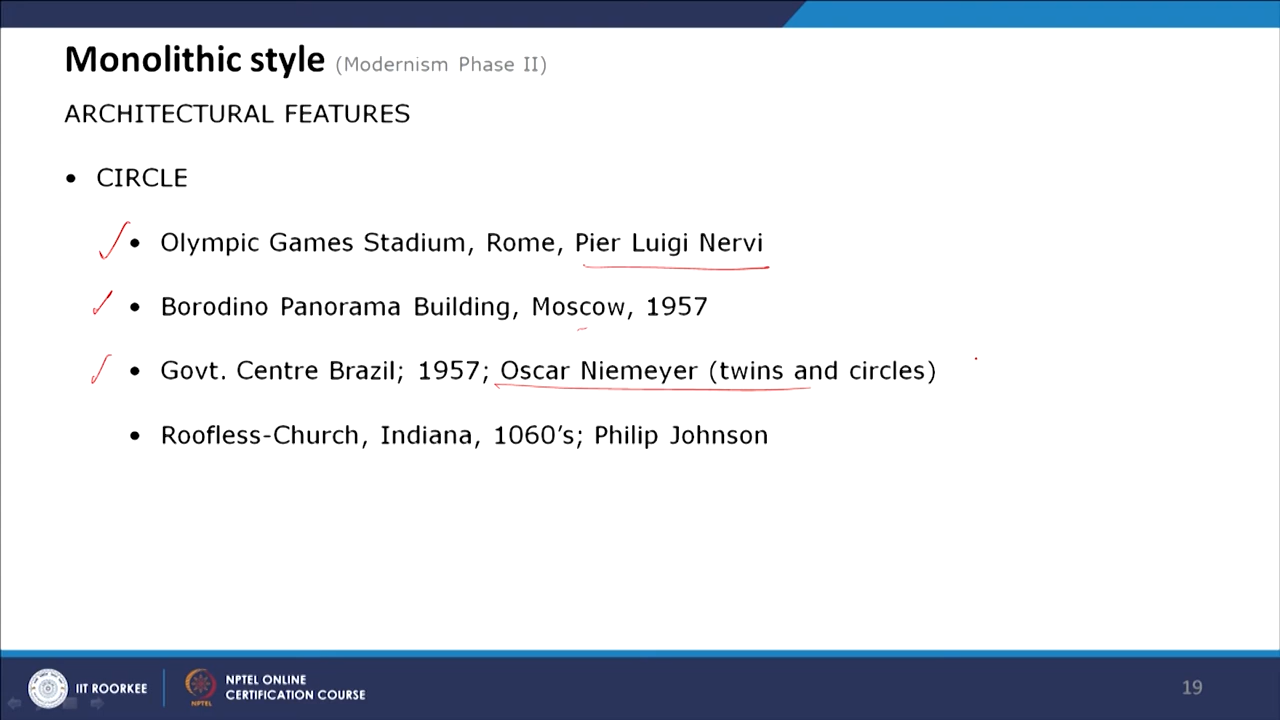 Monolithic style (Modernism Phase II)
ARCHITECTURAL FEATURES
• CIRCLE
• Olympic Games Stadium, Rome, Pier Luigi Nervi
• Borodino Panorama Building, Moscow, 1957
• Govt. Centre Brazil; 1957; Oscar Niemeyer (twins and circles)
• Roofless-Church, Indiana, 1060’s; Philip Johnson
IIT ROORKEE
NPTEL
NPTEL ONLINE
CERTIFICATION COURSE
19